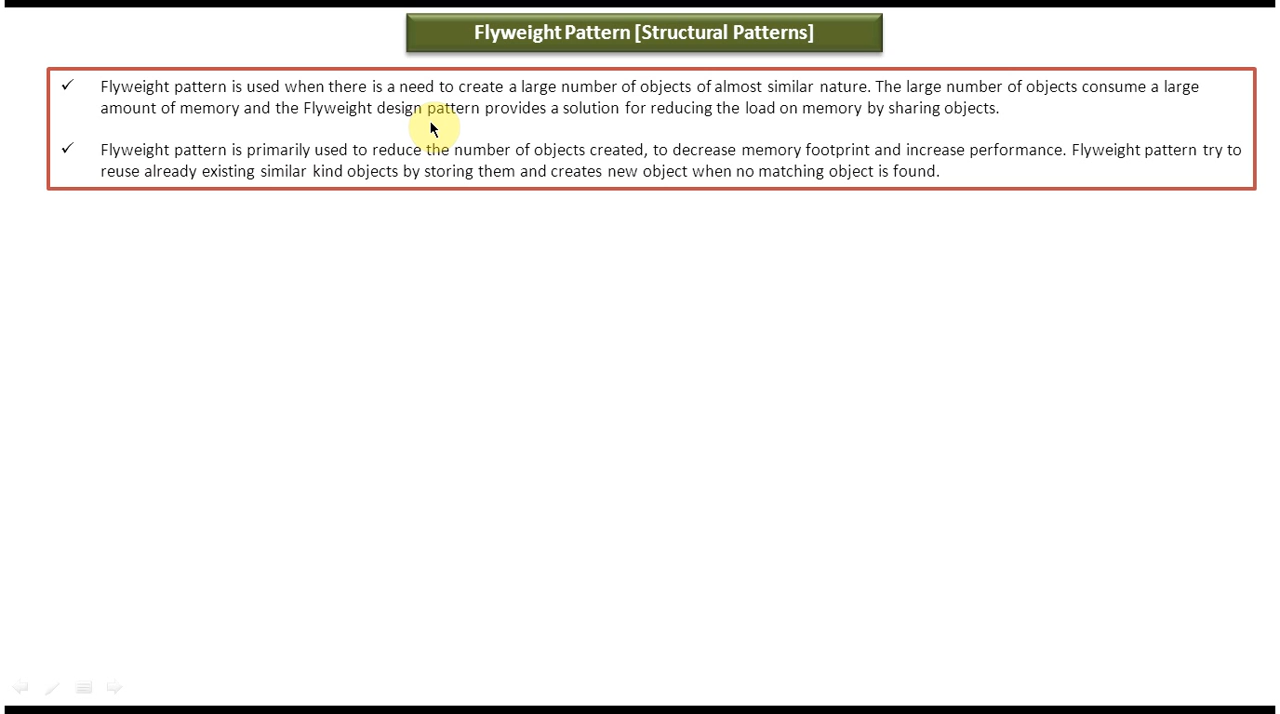 Flyweight Pattern [Structural Patterns]
✓ Flyweight pattern is used when there is a need to create a large number of objects of almost similar nature. The large number of objects consume a large
amount of memory and the Flyweight design pattern provides a solution for reducing the load on memory by sharing objects.
✓ Flyweight pattern is primarily used to reduce the number of objects created, to decrease memory footprint and increase performance. Flyweight pattern try to
reuse already existing similar kind objects by storing them and creates new object when no matching object is found.